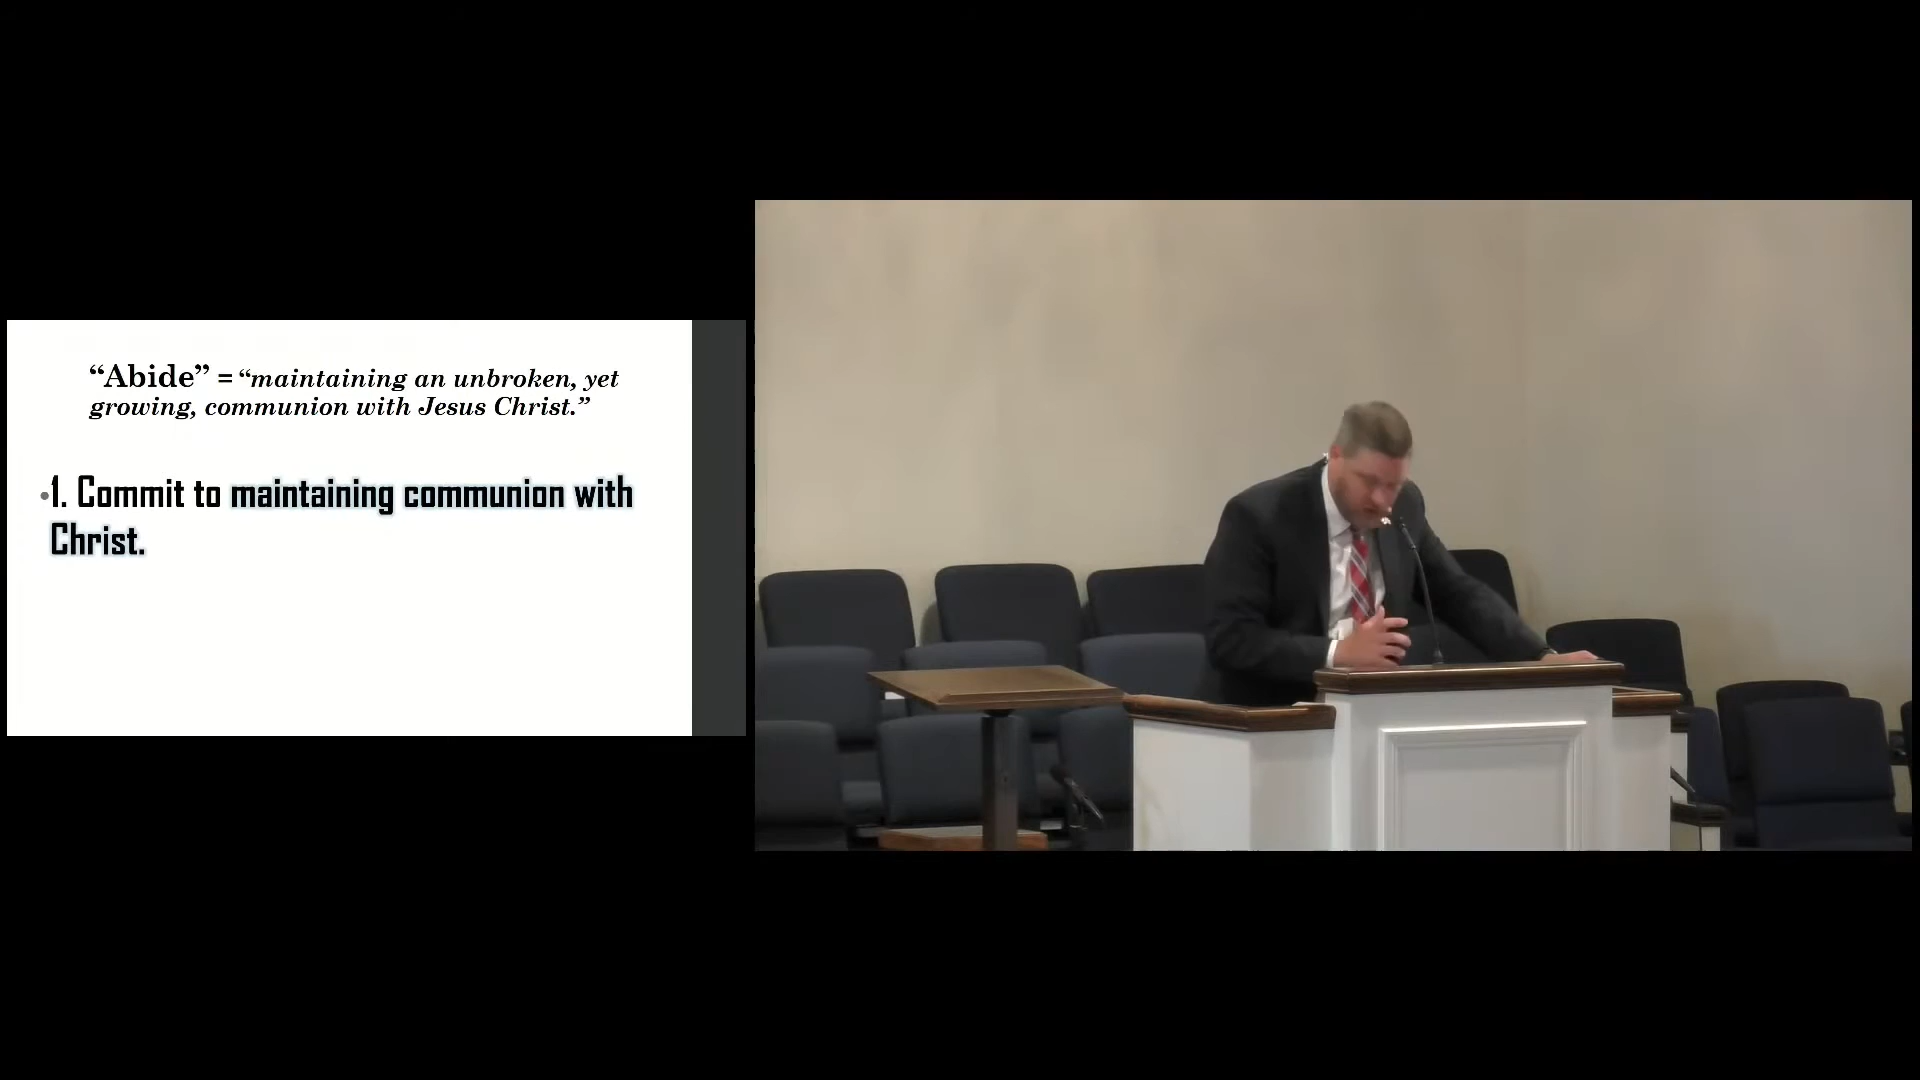 “Abide” = “maintaining an unbroken, yet
growing, communion with Jesus Christ.”
•1. Commit to maintaining communion with
Christ.